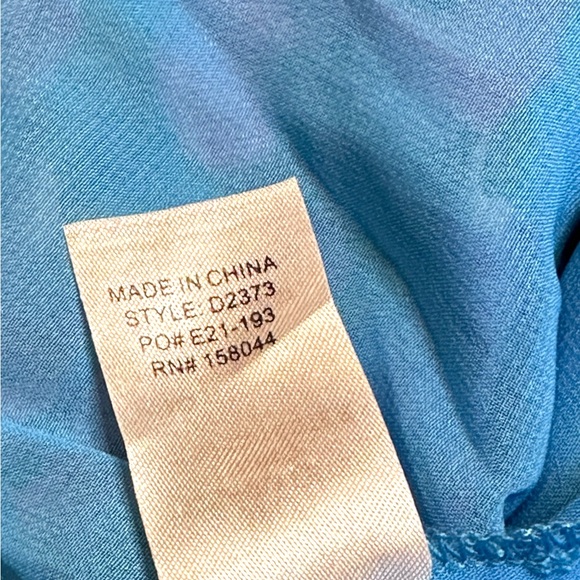 MADE IN CHINA
STYLE: D2373
PO# E21-193
RN# 158044